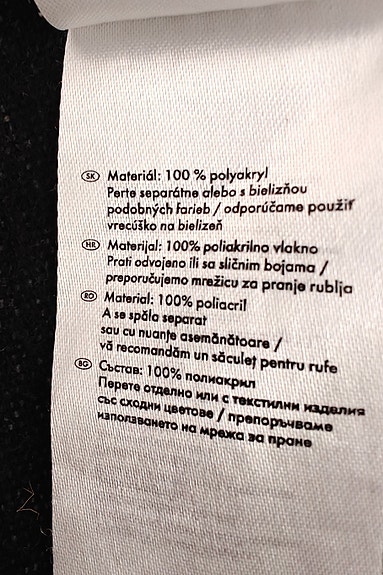 SK Materiál: 100 % polyakryl
Perte separátne alebo s bielizňou
podobných farieb / odporúčame použiť
vrecúško na bielizeň
HR Materijal: 100% poliakrilno vlakno
Prati odvojeno ili sa sličnim bojama /
preporučujemo mrežicu za pranje rublja
RO Material: 100% poliacril
A se spăla separat
sau cu nuanțe asemănătoare /
vă recomandăm un săculeț pentru rufe
BG Състав: 100% полиакрил
Перете отделно или с текстилни изделия
със сходни цветове / препоръчваме
използването на мрежа за пране